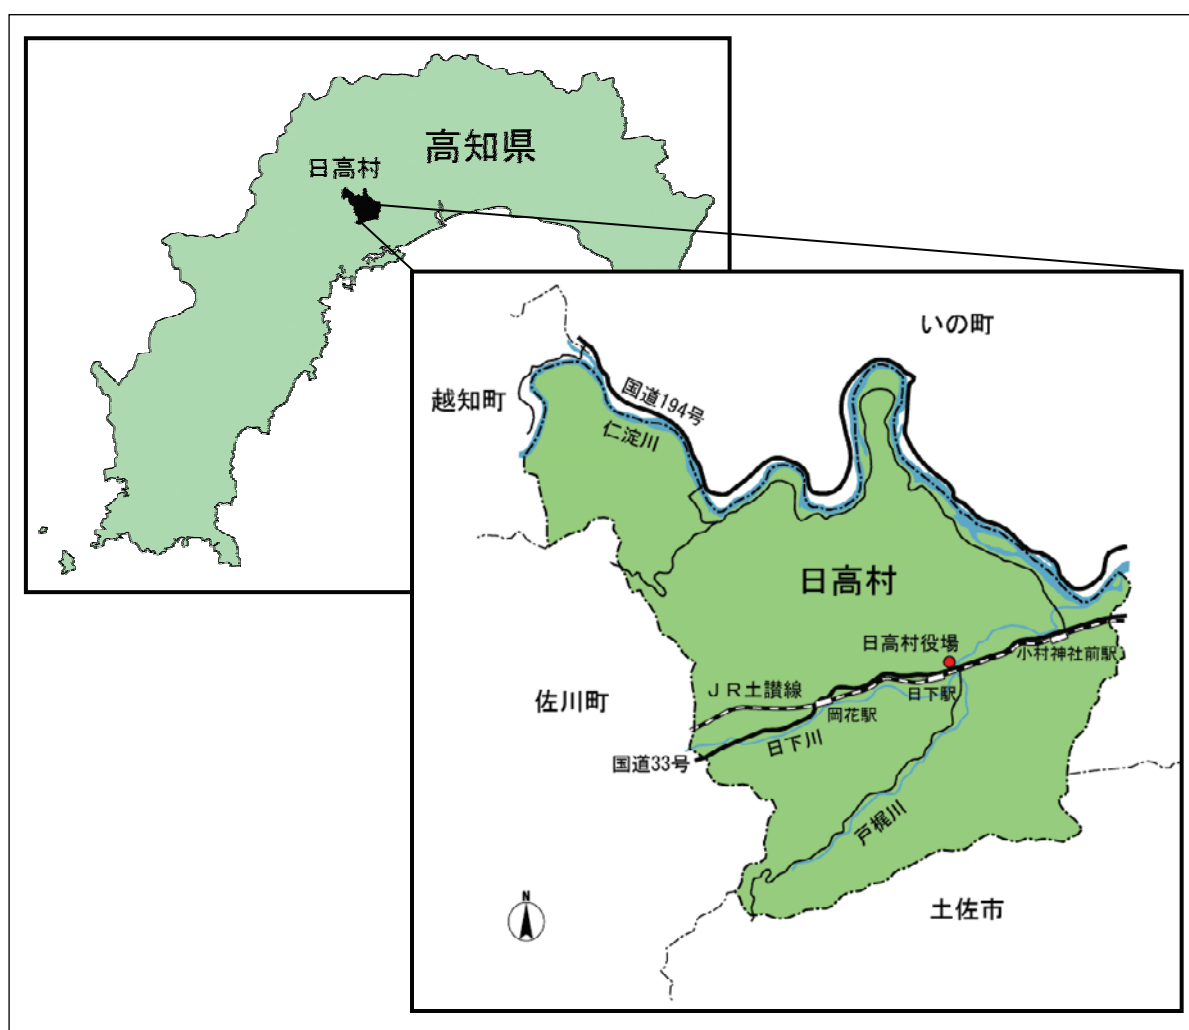 高知県
日高村
いの町
越知町
国道194号
仁淀川
日高村
日高村役場
小村神社前駅
JR土讃線
日下駅
佐川町
岡花駅
日下川
国道33号
戸梶川
N
土佐市